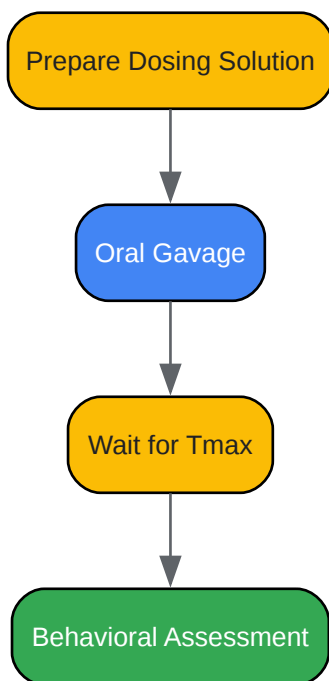 Prepare Dosing Solution
Oral Gavage
Wait for Tmax
Behavioral Assessment